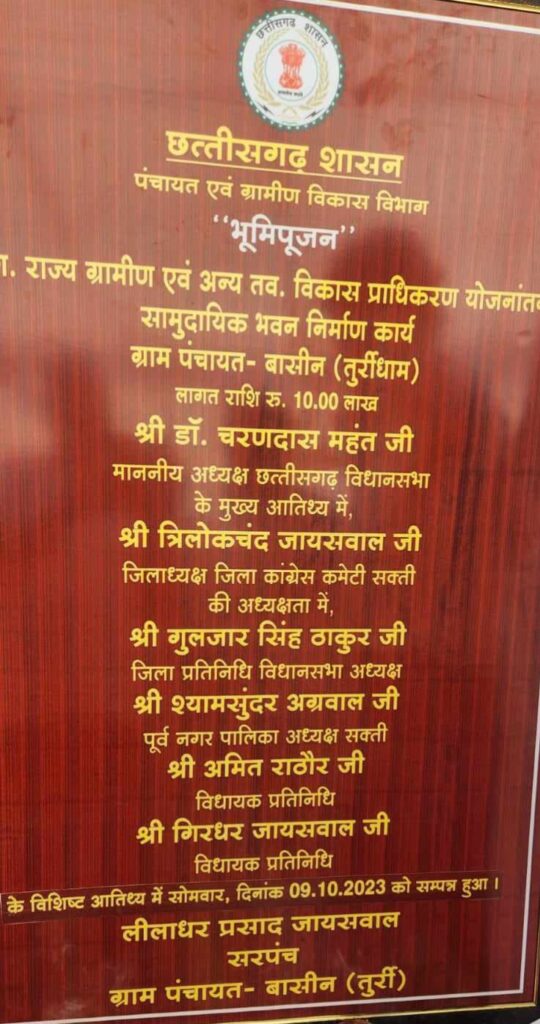 छत्तीसगढ़ शासन
छत्तीसगढ़ शासन
पंचायत एवं ग्रामीण विकास विभाग
‘‘भूमिपूजन’’
राज्य ग्रामीण एवं अन्य तव. विकास प्राधिकरण
सामुदायिक भवन निर्माण कार्य
ग्राम पंचायत- बासीन (तुर्रीधाम)
लागत राशि रु. 10.00 लाख
श्री डॉ. चरणदास महंत जी
माननीय अध्यक्ष छत्तीसगढ़ विधानसभा
के मुख्य आतिथ्य में,
श्री त्रिलोकचंद जायसवाल जी
जिलाध्यक्ष जिला कांग्रेस कमेटी सक्ती
की अध्यक्षता में,
श्री गुलजार सिंह ठाकुर जी
जिला प्रतिनिधि विधानसभा अध्यक्ष
श्री श्यामसुंदर अग्रवाल जी
पूर्व नगर पालिका अध्यक्ष सक्ती
श्री अमित राठौर जी
विधायक प्रतिनिधि
श्री गिरधर जायसवाल जी
विधायक प्रतिनिधि
के विशिष्ट आतिथ्य में सोमवार, दिनांक 09.10.2023 को सम्पन्न हुआ ।
लीलाधर प्रसाद जायसवाल
सरपंच
ग्राम पंचायत- बासीन (तुर्री)